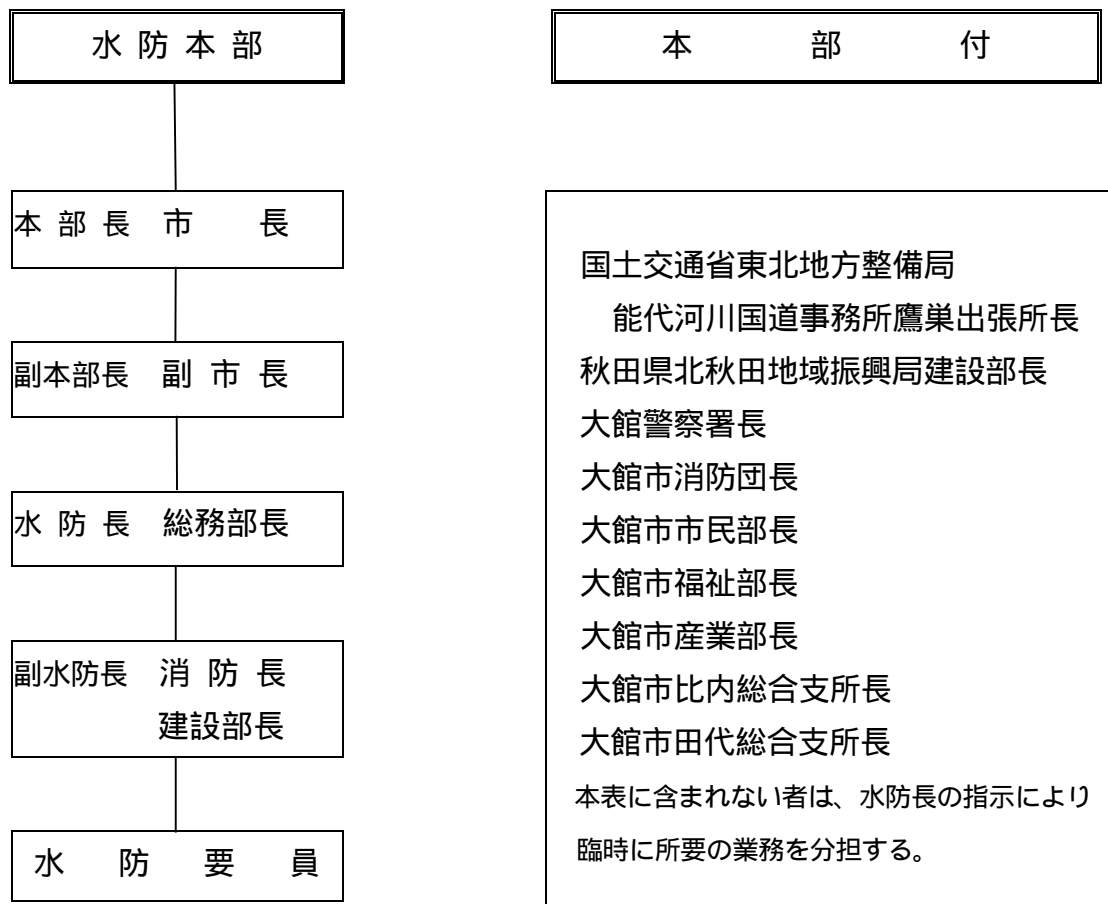 水防本部
本部長 市長
副本部長 副市長
水防長 総務部長
副水防長 消防長
建設部長
水防要員
本部付
国土交通省東北地方整備局
能代河川国道事務所鷹巣出張所長
秋田県北秋田地域振興局建設部長
大館警察署長
大館市消防団長
大館市市民部長
大館市福祉部長
大館市産業部長
大館市比内総合支所長
大館市田代総合支所長
本表に含まれない者は、水防長の指示により
臨時に所要の業務を分担する。